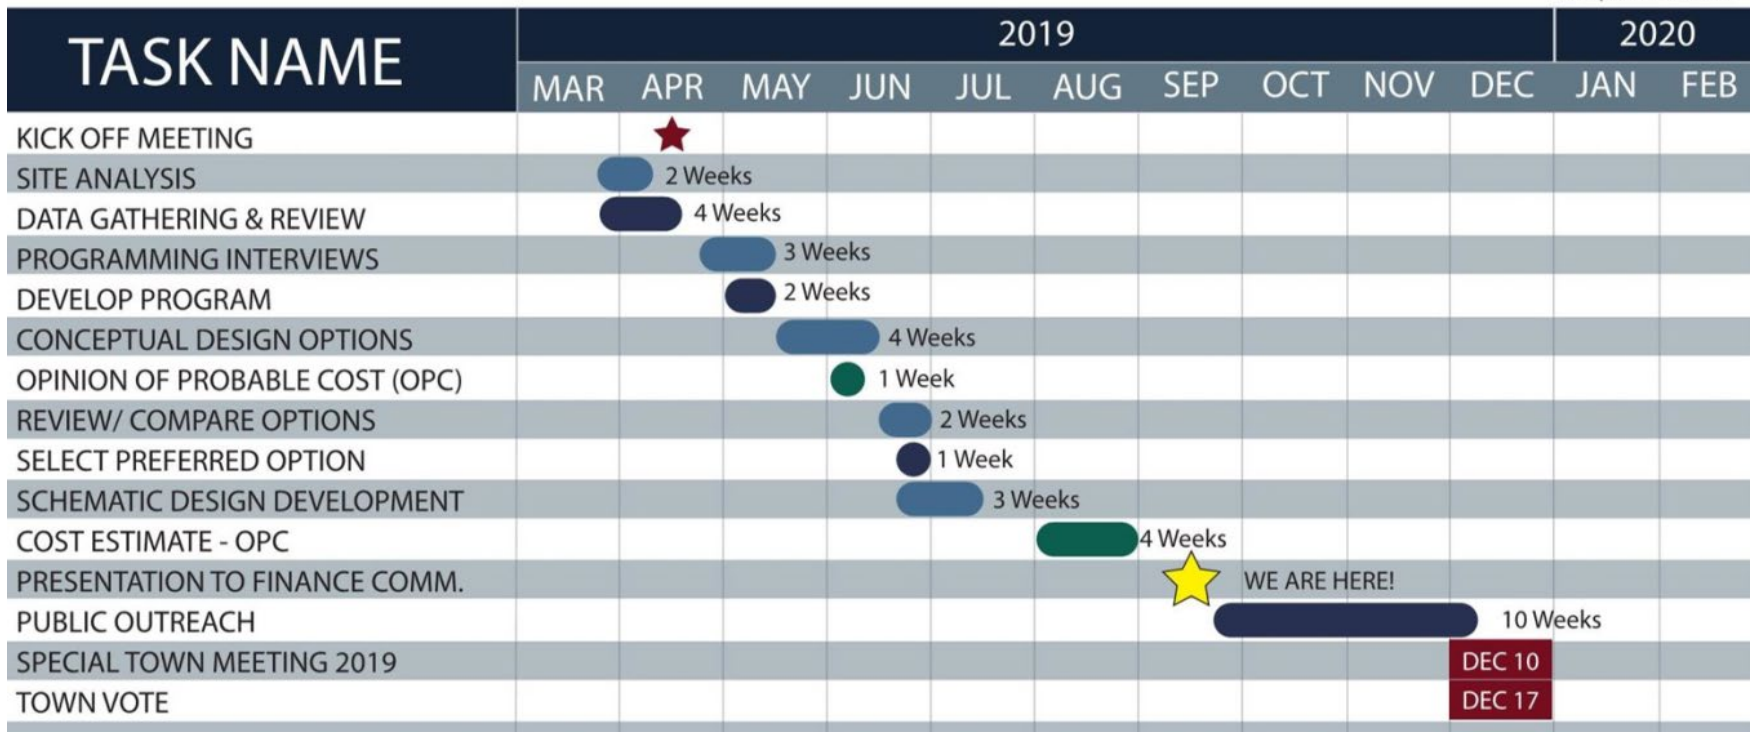 TASK NAME
2019 2020
MAR APR MAY JUN JUL AUG SEP OCT NOV DEC JAN FEB
KICK OFF MEETING
SITE ANALYSIS 2 Weeks
DATA GATHERING & REVIEW 4 Weeks
PROGRAMMING INTERVIEWS 3 Weeks
DEVELOP PROGRAM 2 Weeks
CONCEPTUAL DESIGN OPTIONS 4 Weeks
OPINION OF PROBABLE COST (OPC) 1 Week
REVIEW/ COMPARE OPTIONS 2 Weeks
SELECT PREFERRED OPTION 1 Week
SCHEMATIC DESIGN DEVELOPMENT 3 Weeks
COST ESTIMATE - OPC 4 Weeks
PRESENTATION TO FINANCE COMM. WE ARE HERE!
PUBLIC OUTREACH 10 Weeks
SPECIAL TOWN MEETING 2019 DEC 10
TOWN VOTE DEC 17